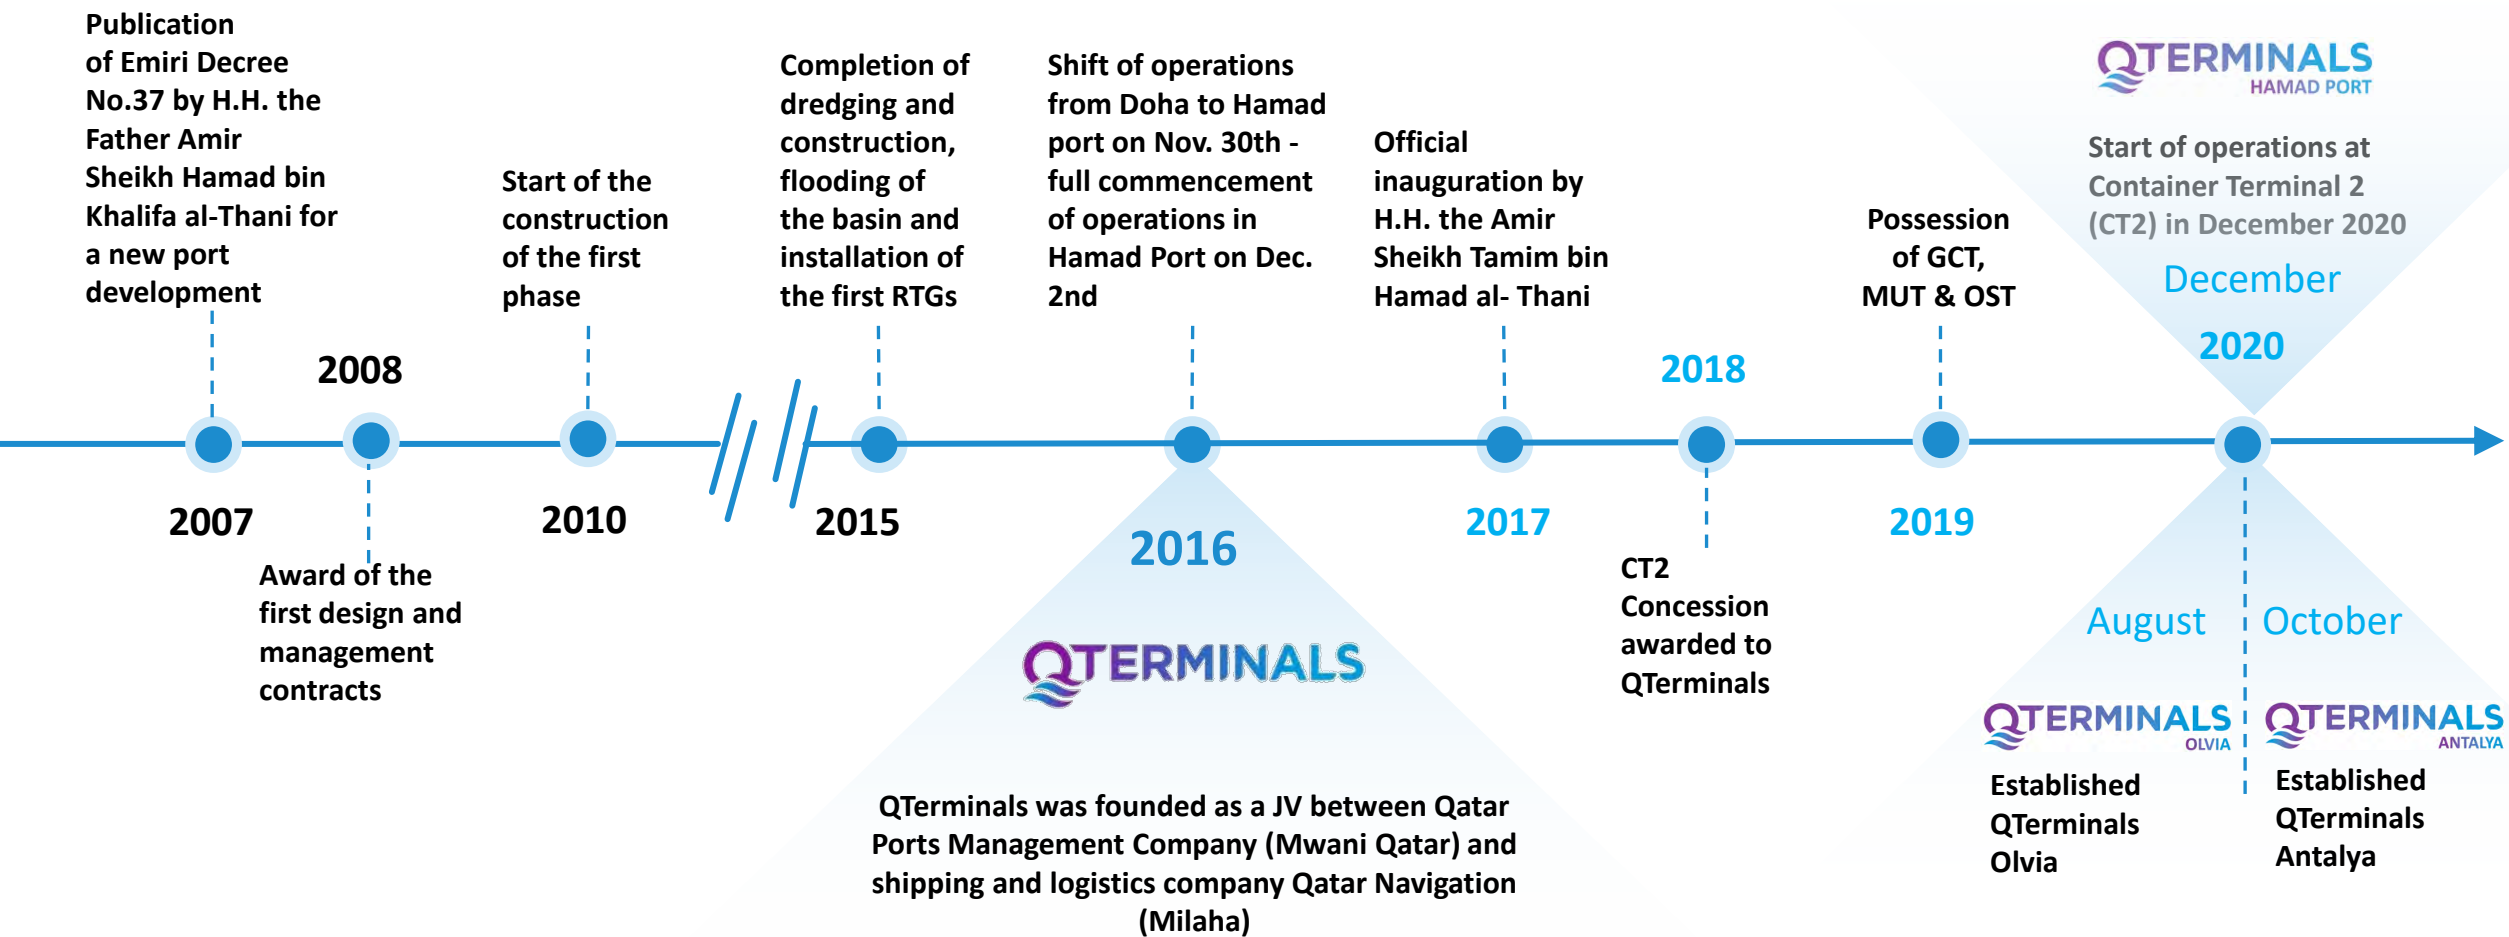 Publication
of Emiri Decree
No.37 by H.H. the
Father Amir
Sheikh Hamad bin
Khalifa al-Thani for
a new port
development
2007
2008
Award of the
first design and
management
contracts
Start of the
construction
of the first
phase
2010
Completion of
dredging and
construction,
flooding of
the basin and
installation of
the first RTGs
2015
Shift of operations
from Doha to Hamad
port on Nov. 30th -
full commencement
of operations in
Hamad Port on Dec.
2nd
2016
QTERMINALS
QTerminals was founded as a JV between Qatar
Ports Management Company (Mwani Qatar) and
shipping and logistics company Qatar Navigation
(Milaha)
Official
inauguration by
H.H. the Amir
Sheikh Tamim bin
Hamad al- Thani
2017
2018
CT2
Concession
awarded to
QTerminals
Possession
of GCT,
MUT & OST
2019
QTERMINALS
HAMAD PORT
Start of operations at
Container Terminal 2
(CT2) in December 2020
December
2020
August
QTERMINALS
OLVIA
Established
QTerminals
Olvia
October
QTERMINALS
ANTALYA
Established
QTerminals
Antalya